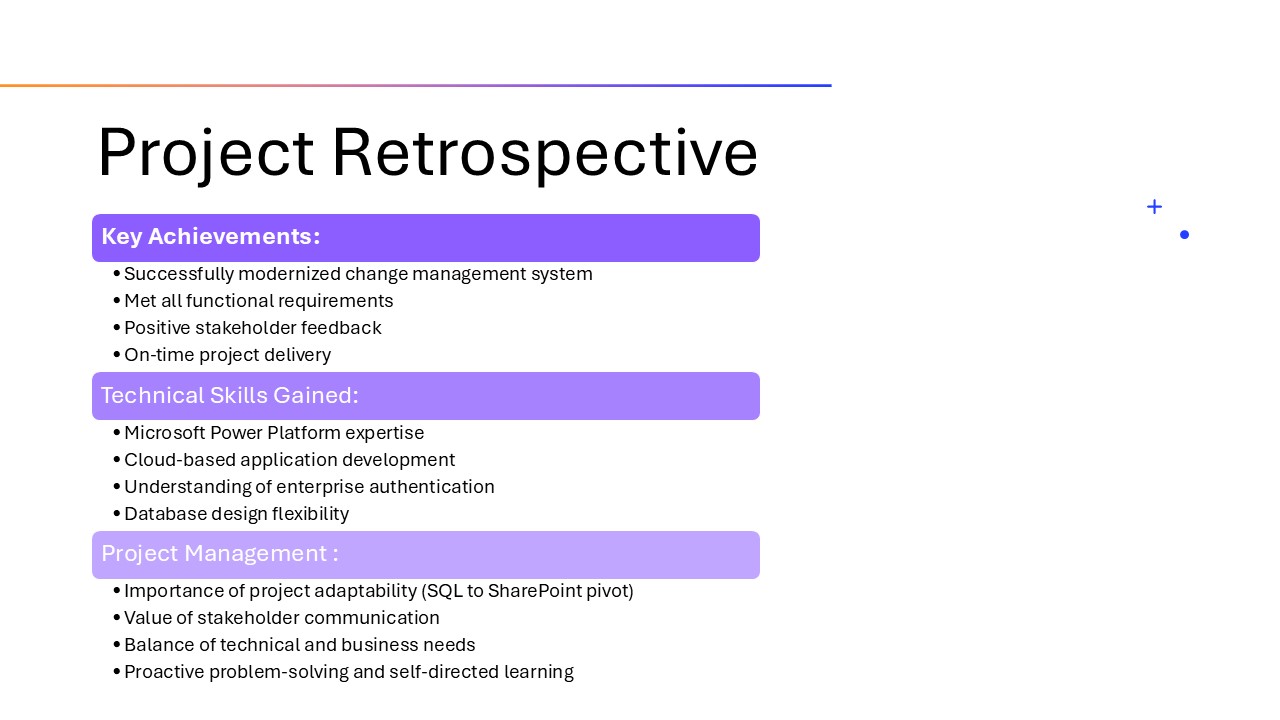 Project Retrospective
Key Achievements:
•Successfully modernized change management system
•Met all functional requirements
•Positive stakeholder feedback
•On-time project delivery
Technical Skills Gained:
•Microsoft Power Platform expertise
•Cloud-based application development
•Understanding of enterprise authentication
•Database design flexibility
Project Management :
•Importance of project adaptability (SQL to SharePoint pivot)
•Value of stakeholder communication
•Balance of technical and business needs
•Proactive problem-solving and self-directed learning